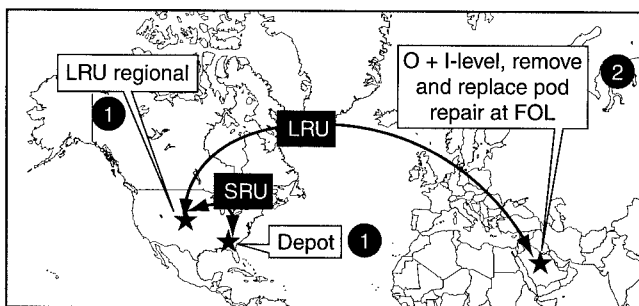 LRU regional
1
O + I-level, remove
and replace pod
repair at FOL
2
LRU
SRU
Depot
1